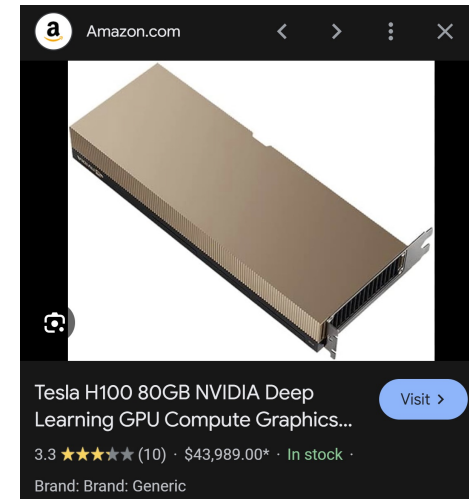 a
Amazon.com
Tesla H100 80GB NVIDIA Deep
Learning GPU Compute Graphics...
Visit >
3.3 ★★★★★ (10) · $43,989.00* · In stock ·
Brand: Brand: Generic